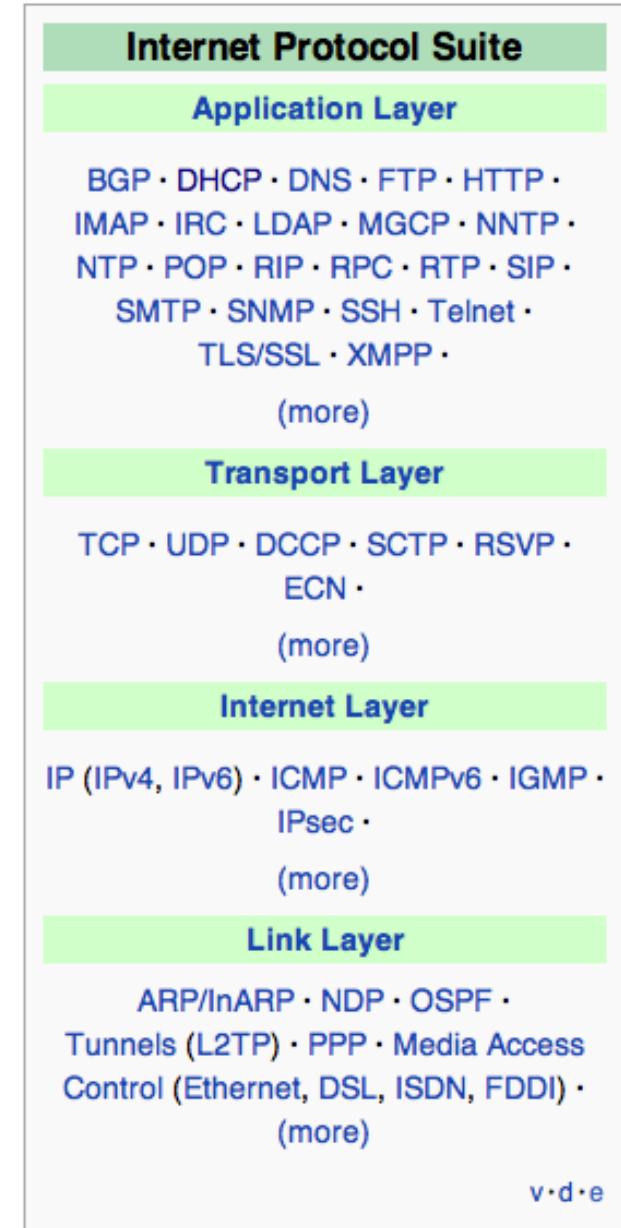 Internet Protocol Suite
Application Layer
BGP · DHCP · DNS · FTP · HTTP ·
IMAP · IRC · LDAP · MGCP · NNTP ·
NTP · POP · RIP · RPC · RTP · SIP ·
SMTP · SNMP · SSH · Telnet ·
TLS/SSL · XMPP ·
(more)
Transport Layer
TCP · UDP · DCCP · SCTP · RSVP ·
ECN ·
(more)
Internet Layer
IP (IPv4, IPv6) · ICMP · ICMPv6 · IGMP ·
IPsec ·
(more)
Link Layer
ARP/InARP · NDP · OSPF ·
Tunnels (L2TP) · PPP · Media Access
Control (Ethernet, DSL, ISDN, FDDI) ·
(more)
v·d·e